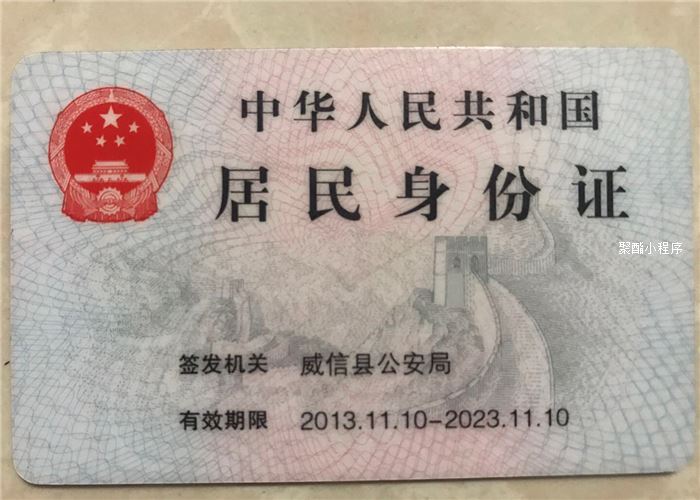 中华人民共和国
居民身份证
聚酯小程序
签发机关 威信县公安局
有效期限 2013.11.10-2023.11.10